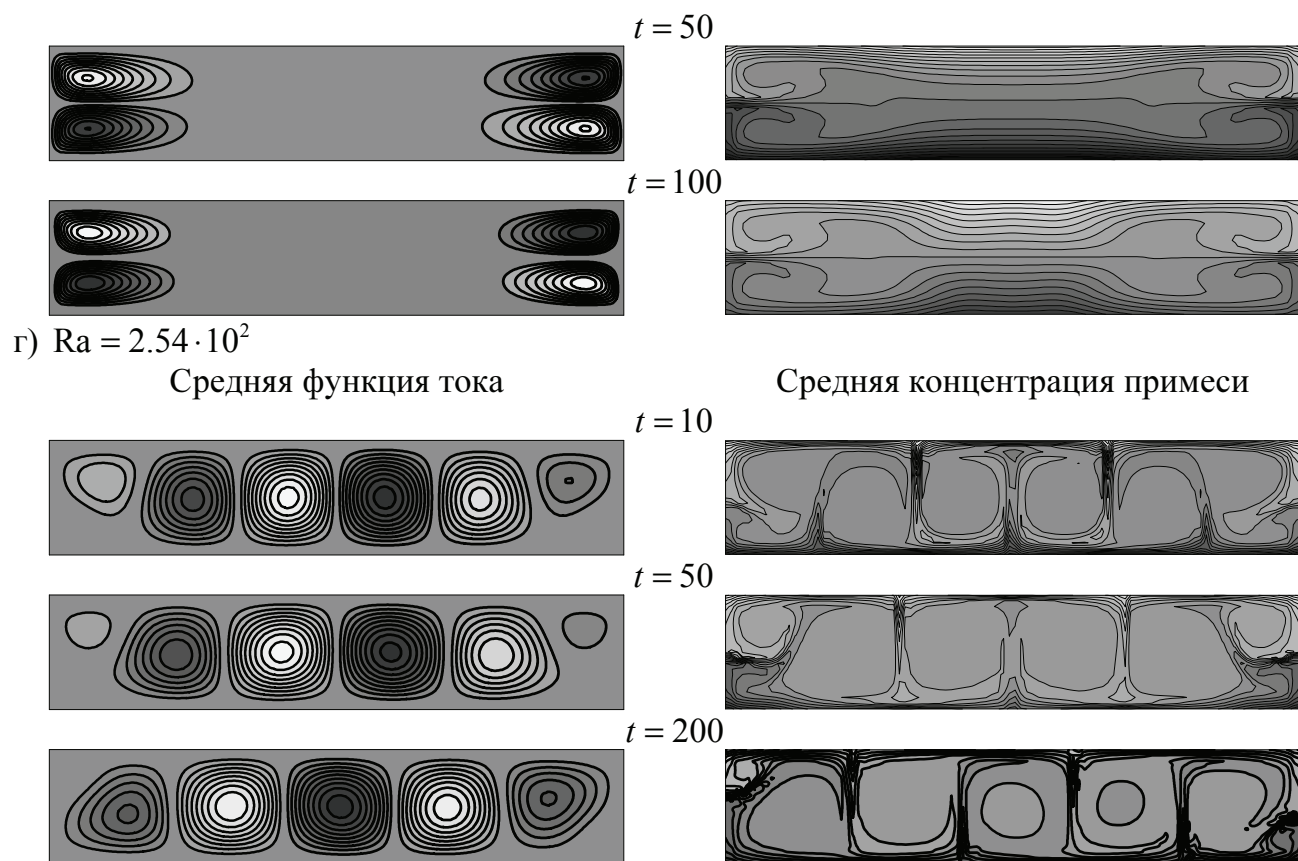 t = 50
t = 100
г) Ra = 2.54 · 10²
Средняя функция тока
Средняя концентрация примеси
t = 10
t = 50
t = 200